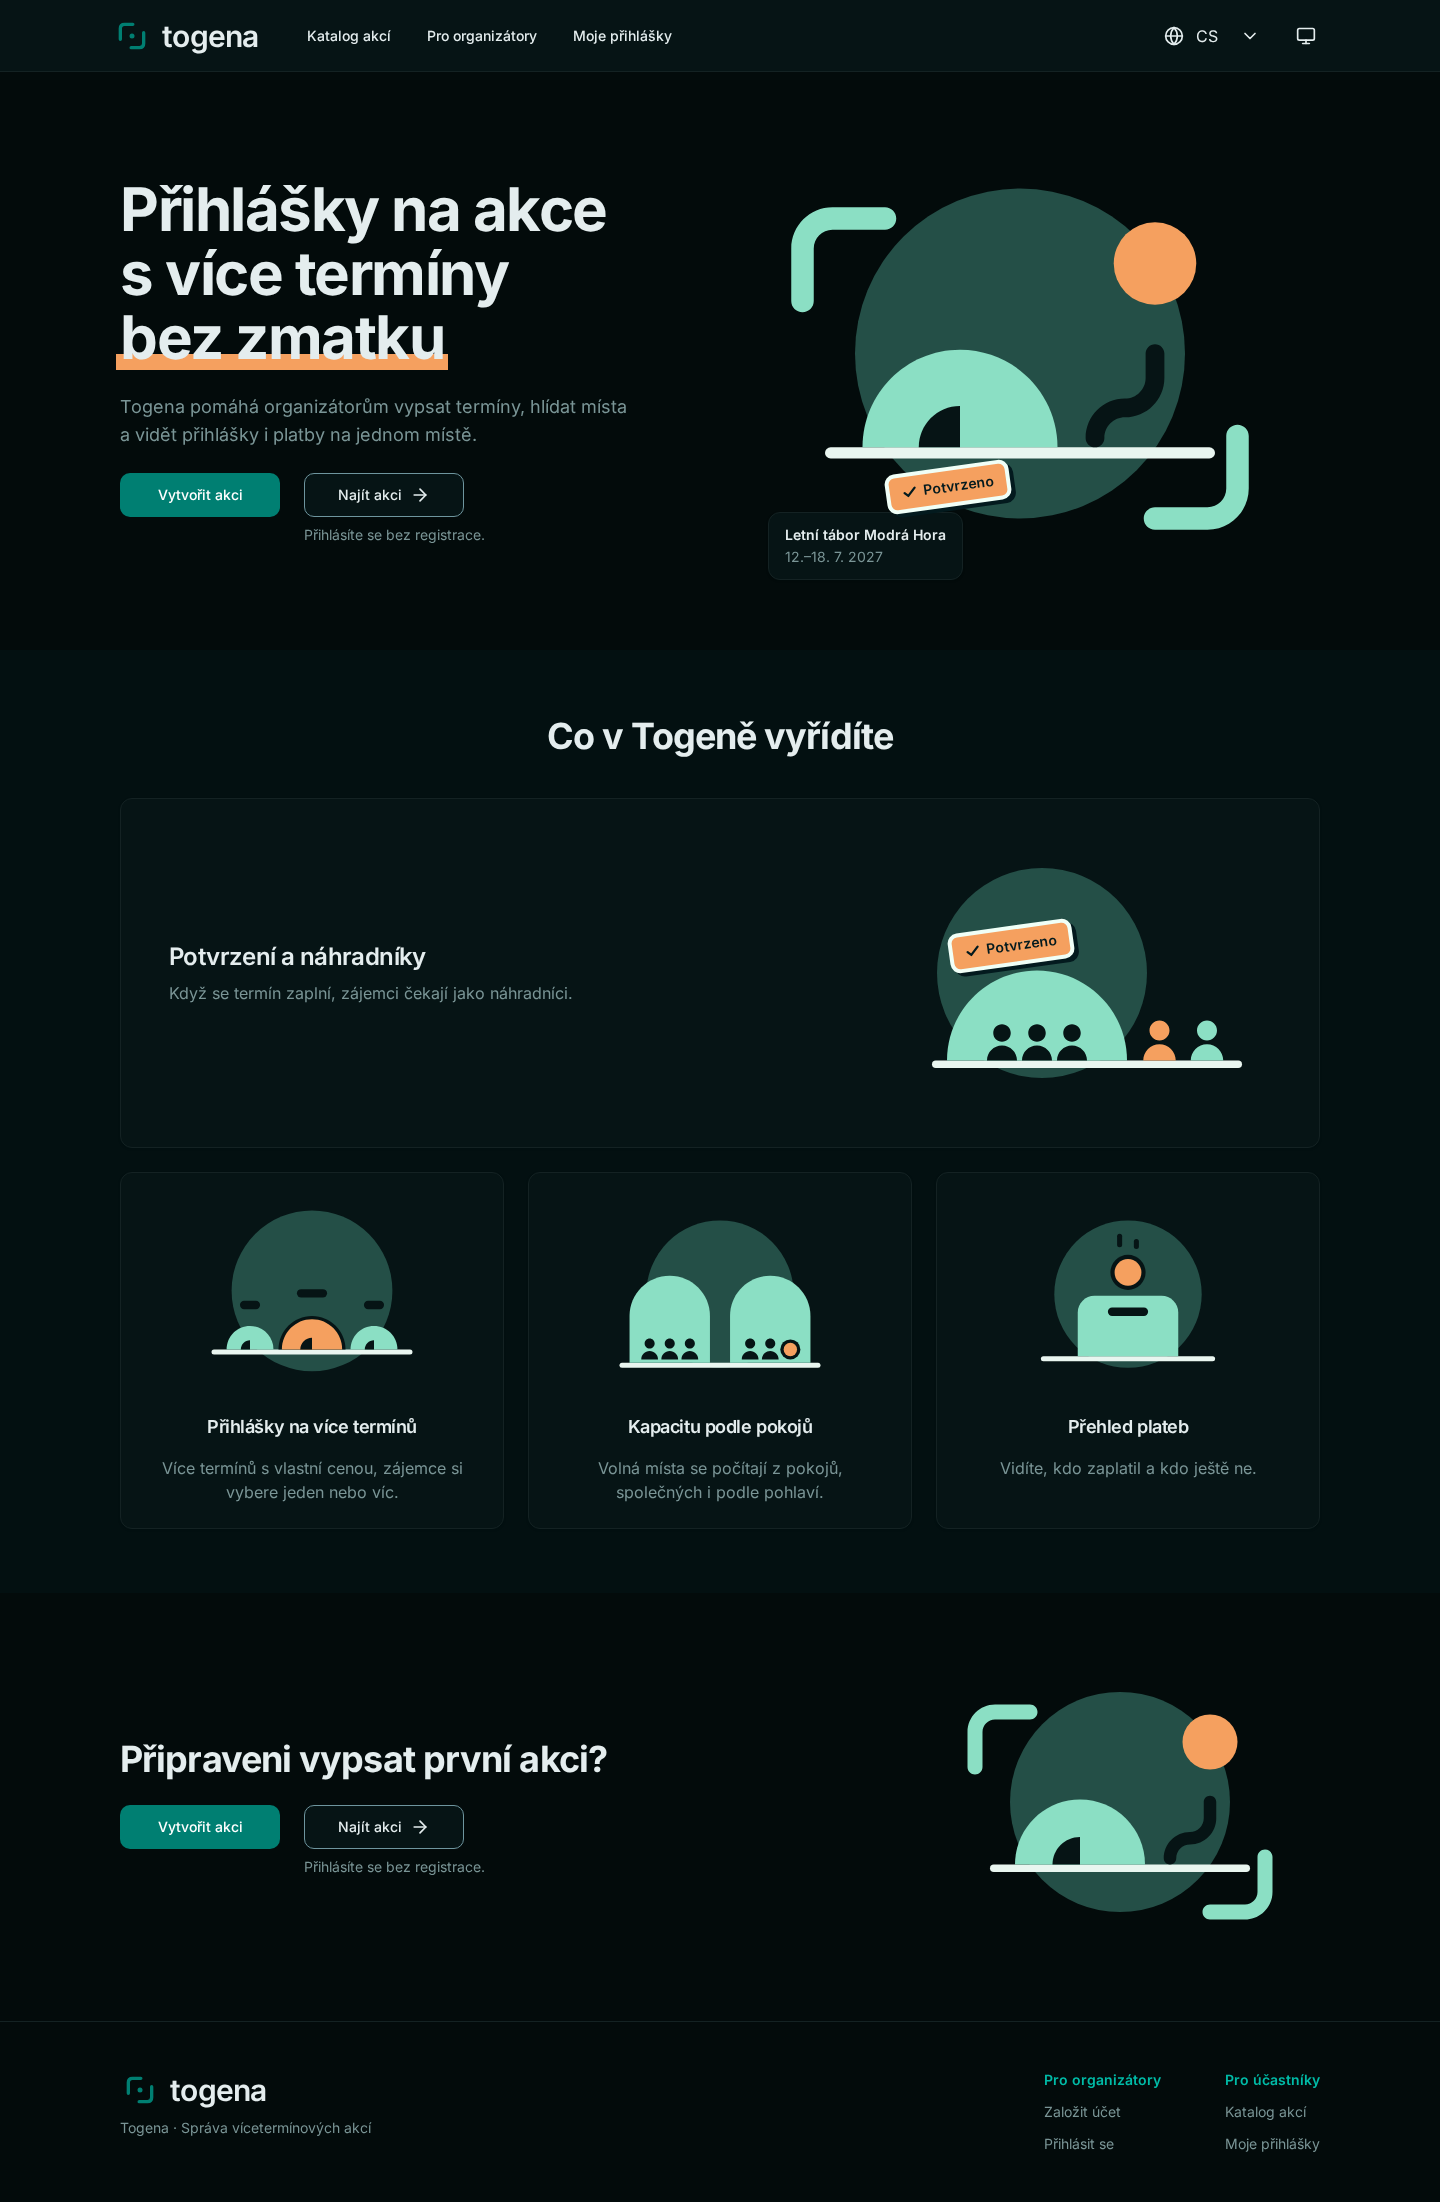 togena
Katalog akcí
Pro organizátory
Moje přihlášky
CS
Přihlášky na akce
s více termíny
bez zmatku
Togena pomáhá organizátorům vypsat termíny, hlídat místa
a vidět přihlášky i platby na jednom místě.
Vytvořit akci
Najít akci
Přihlásíte se bez registrace.
Potvrzeno
Letní tábor Modrá Hora
12.–18. 7. 2027
Co v Togeně vyřídíte
Potvrzení a náhradníky
Když se termín zaplní, zájemci čekají jako náhradníci.
Potvrzeno
Přihlášky na více termínů
Více termínů s vlastní cenou, zájemce si
vybere jeden nebo víc.
Kapacitu podle pokojů
Volná místa se počítají z pokojů,
společných i podle pohlaví.
Přehled plateb
Vidíte, kdo zaplatil a kdo ještě ne.
Připraveni vypsat první akci?
Vytvořit akci
Najít akci
Přihlásíte se bez registrace.
togena
Togena · Správa vícetermínových akcí
Pro organizátory
Založit účet
Přihlásit se
Pro účastníky
Katalog akcí
Moje přihlášky